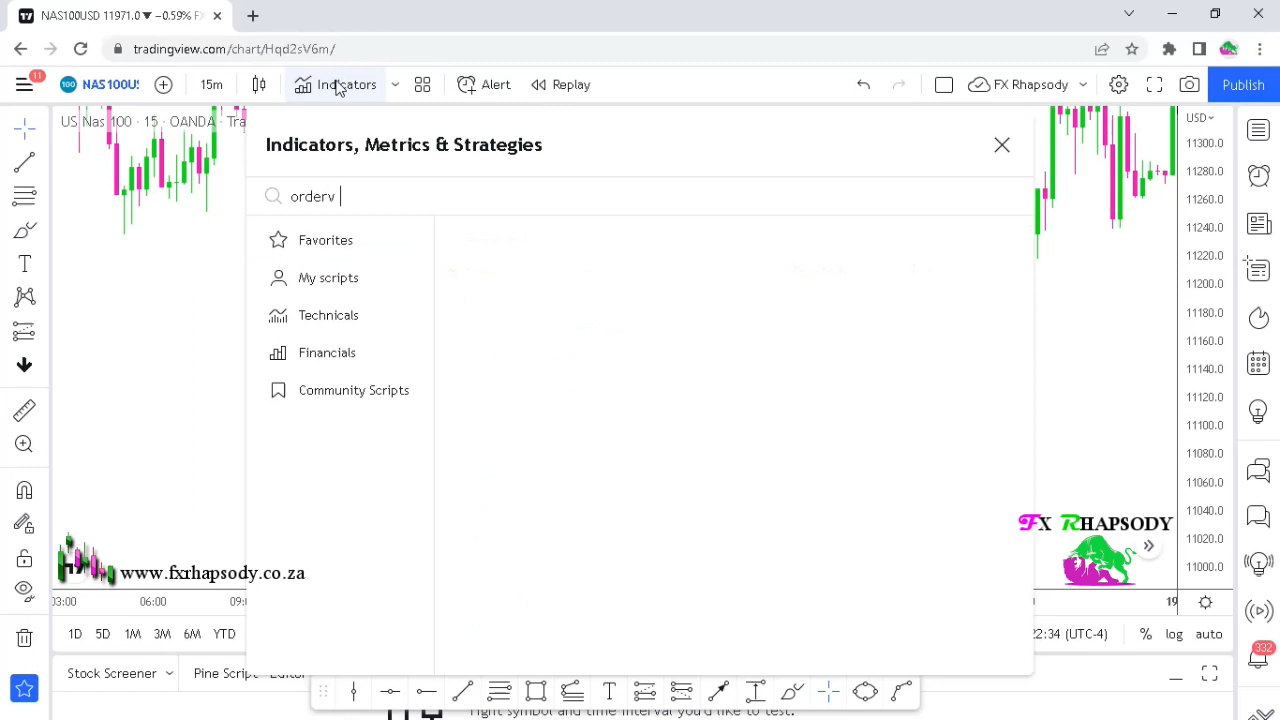 NAS100USD 11971.0 ▼ −0.59% FX
tradingview.com/chart/Hqd2sV6m/
11
100 NAS100U: 15m Indicators Alert Replay FX Rhapsody Publish
US Nas 100 · 15 · OANDA · Tra
USD
Indicators, Metrics & Strategies
orderv
Favorites
My scripts
Technicals
Financials
Community Scripts
11300.0
11280.0
11260.0
11240.0
11220.0
11200.0
11180.0
11160.0
11140.0
11120.0
11100.0
11080.0
11060.0
11040.0
11020.0
11000.0
FX RHAPSODY
www.fxrhapsody.co.za
03:00 06:00 09:0 19
1D 5D 1M 3M 6M YTD 22:34 (UTC-4) % log auto
332
Stock Screener Pine Script Editor
right symbol and time interval you'd like to test.